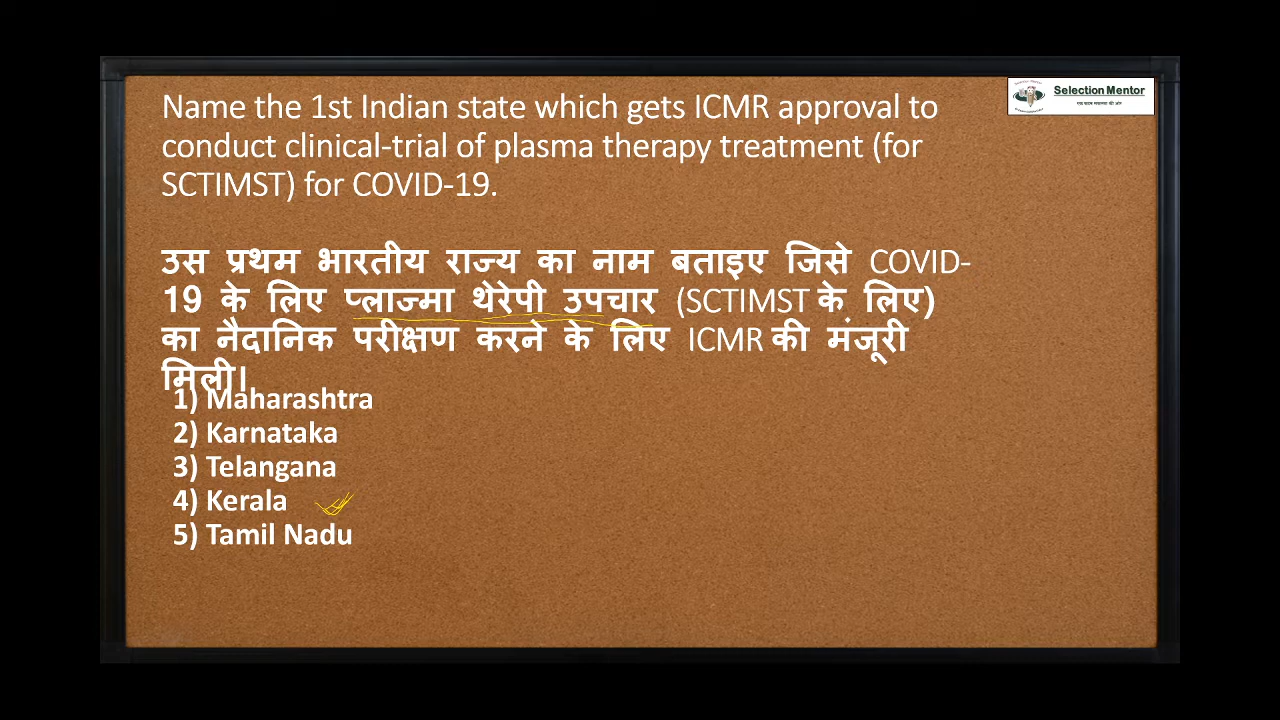 Name the 1st Indian state which gets ICMR approval to
conduct clinical-trial of plasma therapy treatment (for
SCTIMST) for COVID-19.
Selection Mentor
उस प्रथम भारतीय राज्य का नाम बताइए जिसे COVID-
19 के लिए प्लाज्मा थेरेपी उपचार (SCTIMST के लिए)
का नैदानिक परीक्षण करने के लिए ICMR की मंजूरी
मिली।
1) Maharashtra
2) Karnataka
3) Telangana
4) Kerala
5) Tamil Nadu